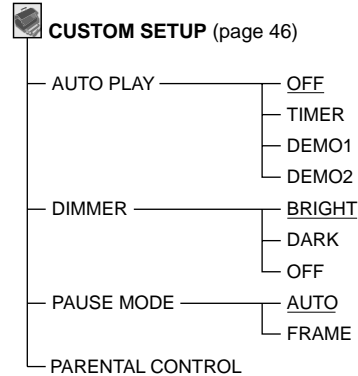 CUSTOM SETUP (page 46)
AUTO PLAY OFF
TIMER
DEMO1
DEMO2
DIMMER BRIGHT
DARK
OFF
PAUSE MODE AUTO
FRAME
PARENTAL CONTROL